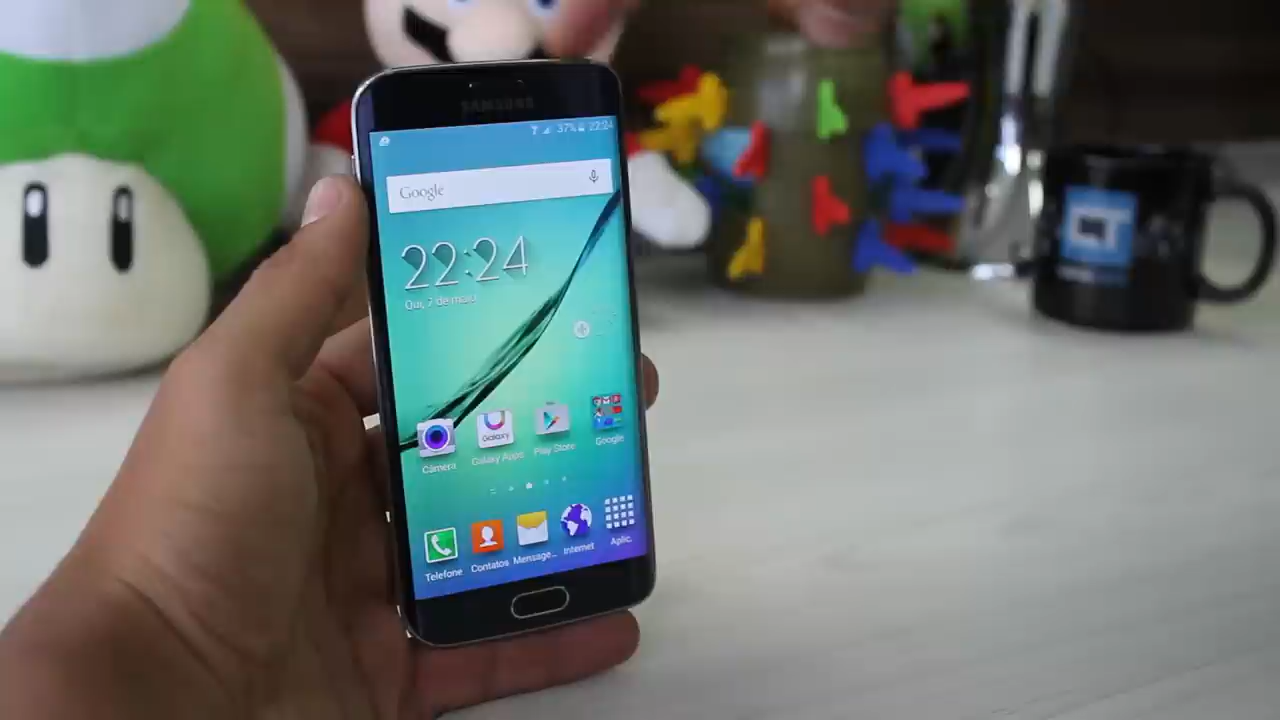 SAMSUNG
37% 22:24
Google
22:24
Qui, 7 de maio
Câmera
Galaxy Apps
Play Store
Google
Telefone
Contatos
Mensage...
Internet
Aplic.